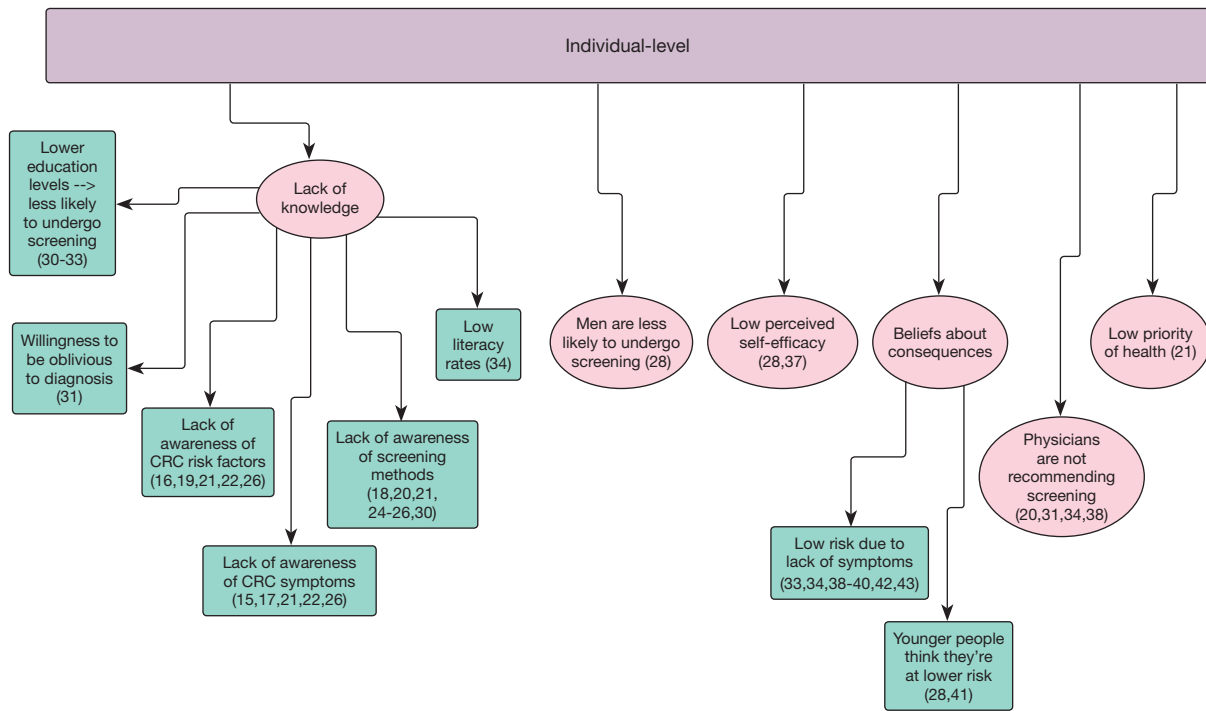 Individual-level
Lower
education
levels -->
less likely
to undergo
screening
(30-33)
Lack of
knowledge
Willingness to
be oblivious
to diagnosis
(31)
Lack of
awareness of
CRC risk factors
(16,19,21,22,26)
Lack of awareness
of CRC symptoms
(15,17,21,22,26)
Lack of awareness
of screening
methods
(18,20,21,
24-26,30)
Low
literacy
rates (34)
Men are less
likely to undergo
screening (28)
Low perceived
self-efficacy
(28,37)
Beliefs about
consequences
Low risk due to
lack of symptoms
(33,34,38-40,42,43)
Younger people
think they're
at lower risk
(28,41)
Physicians
are not
recommending
screening
(20,31,34,38)
Low priority
of health (21)